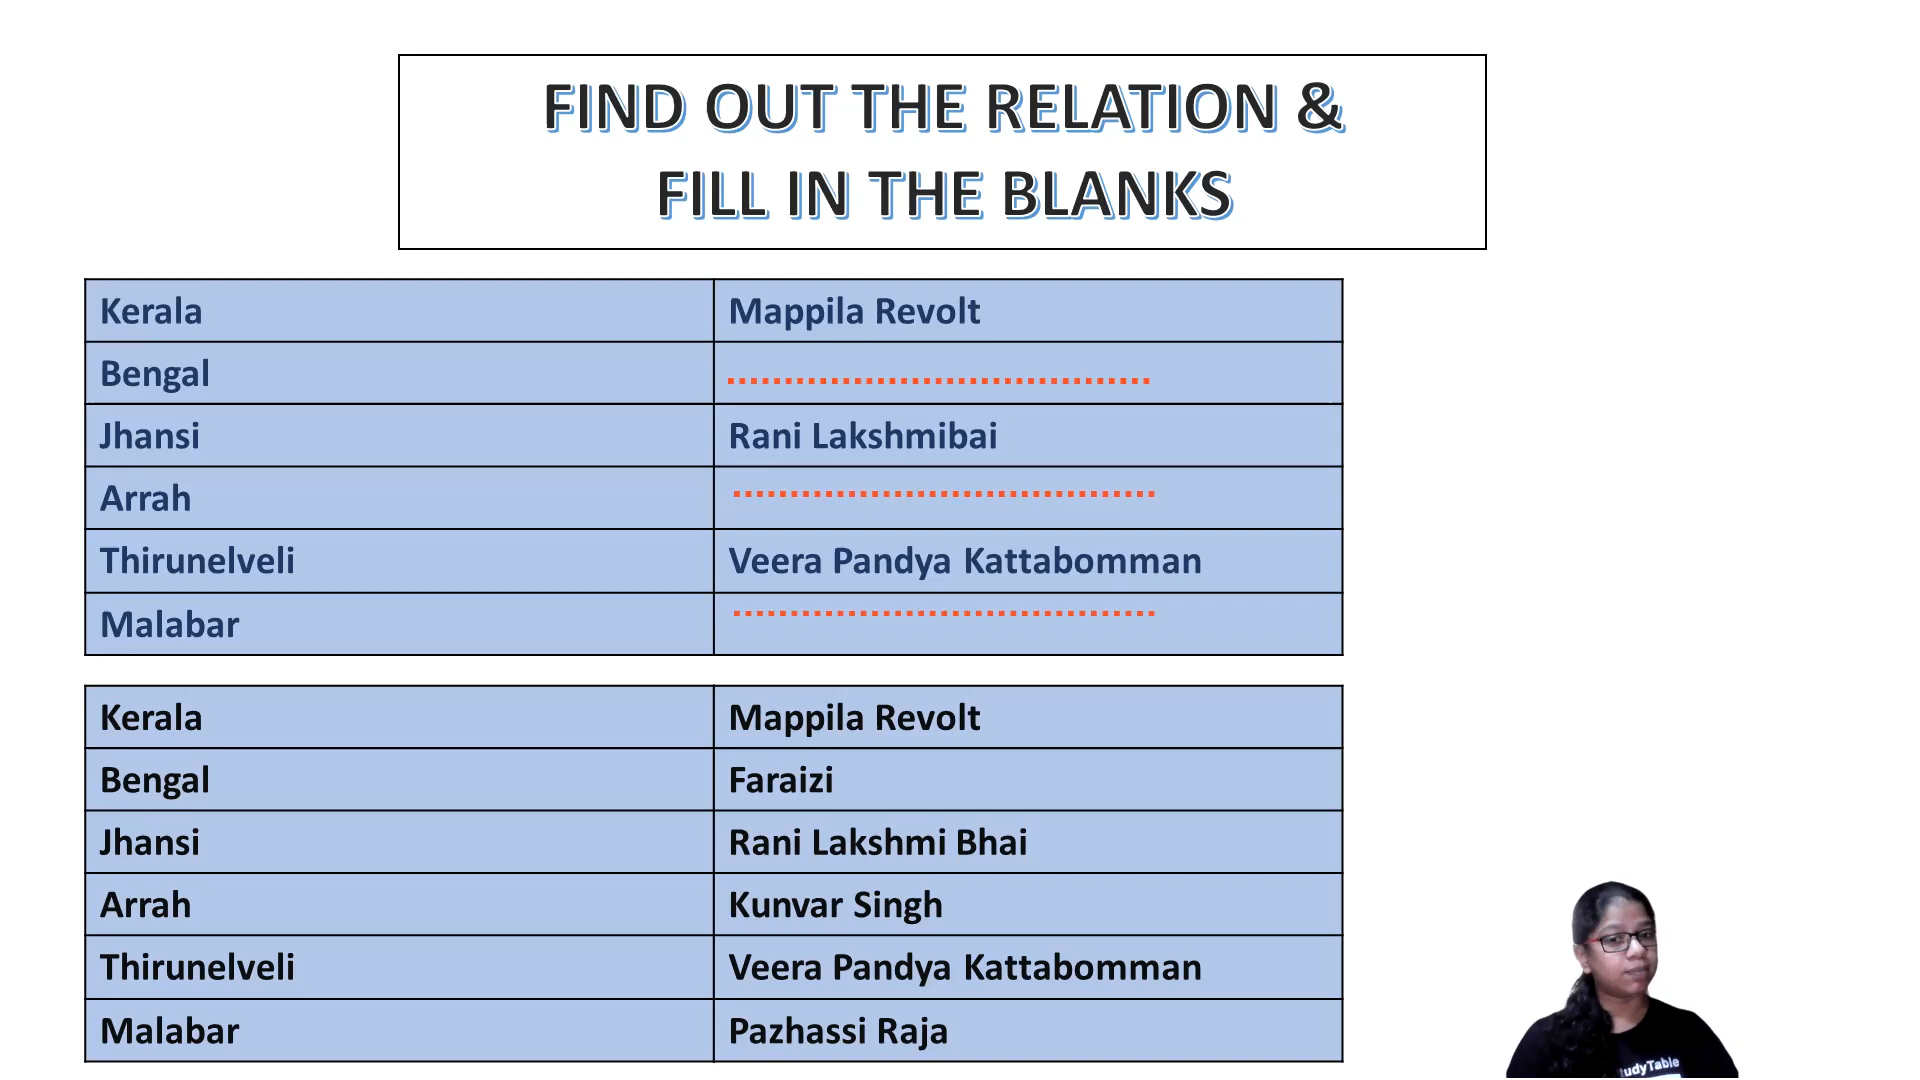 FIND OUT THE RELATION &
FILL IN THE BLANKS
Kerala Mappila Revolt
Bengal .....................................
Jhansi Rani Lakshmibai
Arrah .....................................
Thirunelveli Veera Pandya Kattabomman
Malabar .....................................
Kerala Mappila Revolt
Bengal Faraizi
Jhansi Rani Lakshmi Bhai
Arrah Kunvar Singh
Thirunelveli Veera Pandya Kattabomman
Malabar Pazhassi Raja
udyTable